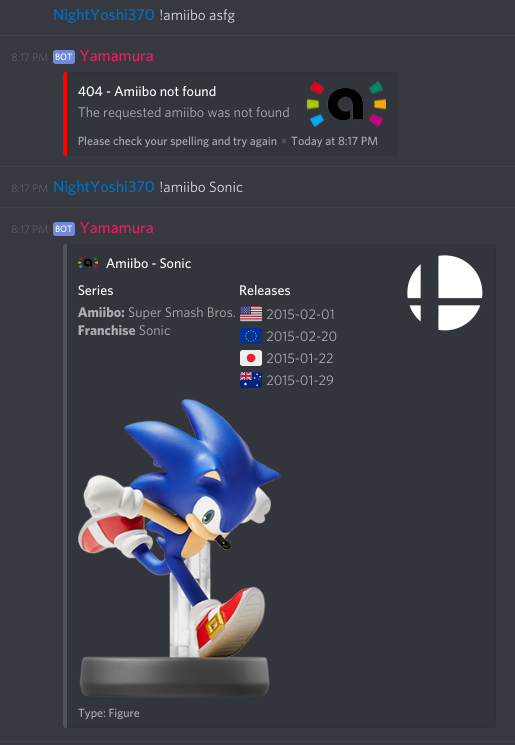 NightYoshi370 !amiibo asfg
8:17 PM BOT Yamamura
404 - Amiibo not found
The requested amiibo was not found
Please check your spelling and try again • Today at 8:17 PM
8:17 PM NightYoshi370 !amiibo Sonic
8:17 PM BOT Yamamura
Amiibo - Sonic
Series
Amiibo: Super Smash Bros.
Franchise Sonic
Releases
2015-02-01
2015-02-20
2015-01-22
2015-01-29
Type: Figure